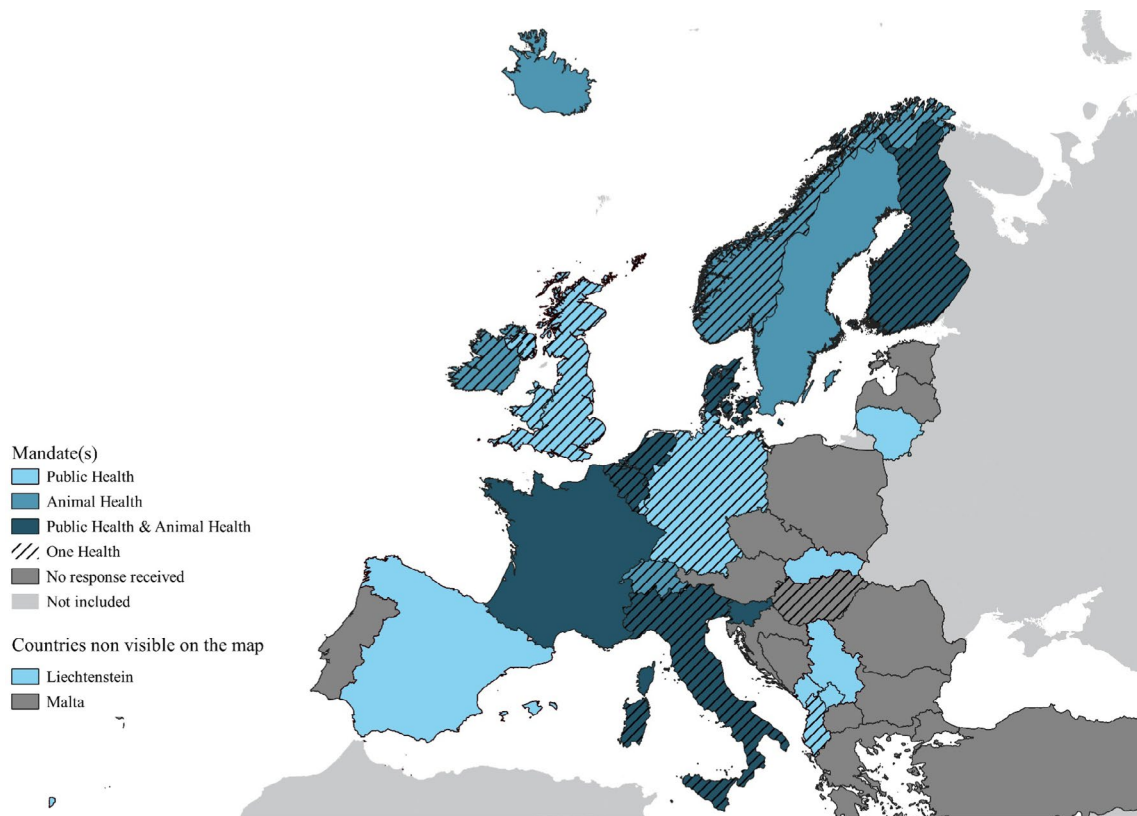 Mandate(s)
Public Health
Animal Health
Public Health & Animal Health
One Health
No response received
Not included
Countries non visible on the map
Liechtenstein
Malta